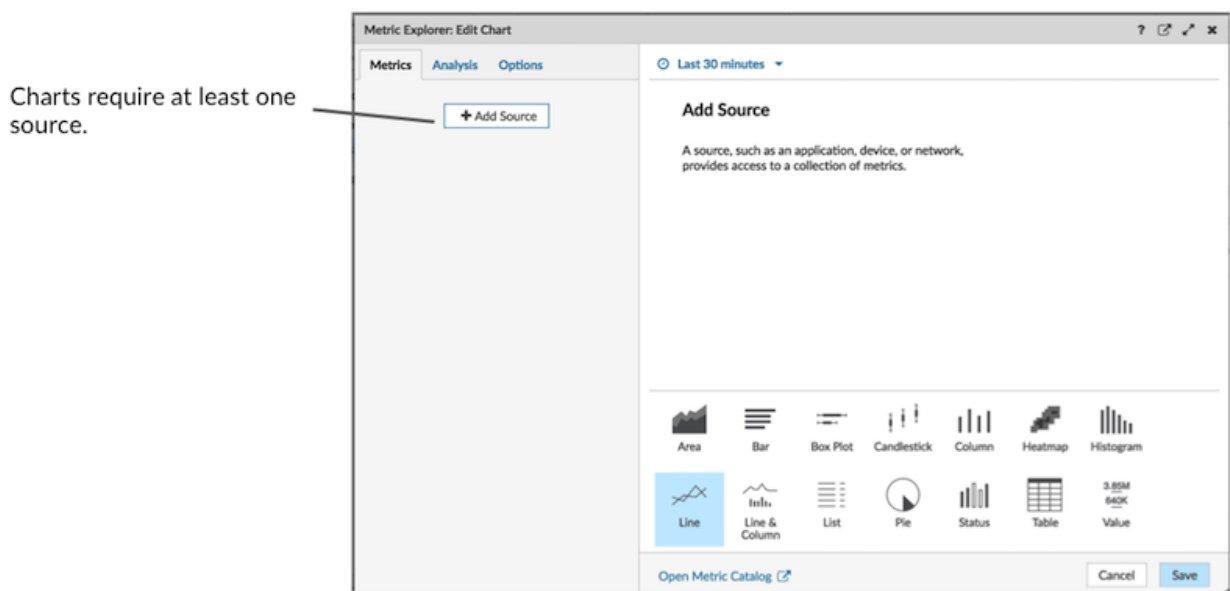 Metric Explorer: Edit Chart ?
Metrics Analysis Options
Last 30 minutes
Charts require at least one
source.
+ Add Source
Add Source
A source, such as an application, device, or network,
provides access to a collection of metrics.
Area Bar Box Plot Candlestick Column Heatmap Histogram
3.85M
640K
Line Line & Column List Pie Status Table Value
Open Metric Catalog
Cancel Save